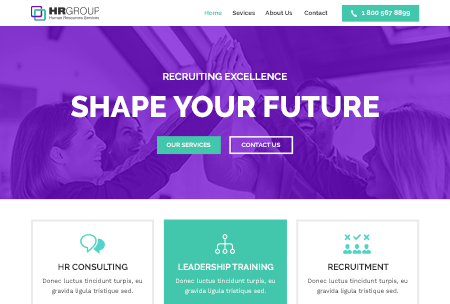 HRGROUP
Human Resources Services
Home Sevices About Us Contact 1 800 567 8899
RECRUITING EXCELLENCE
SHAPE YOUR FUTURE
OUR SERVICES CONTACT US
HR CONSULTING
Donec luctus tincidunt turpis, eu
gravida ligula tristique sed.
LEADERSHIP TRAINING
Donec luctus tincidunt turpis, eu
gravida ligula tristique sed.
RECRUITMENT
Donec luctus tincidunt turpis, eu
gravida ligula tristique sed.